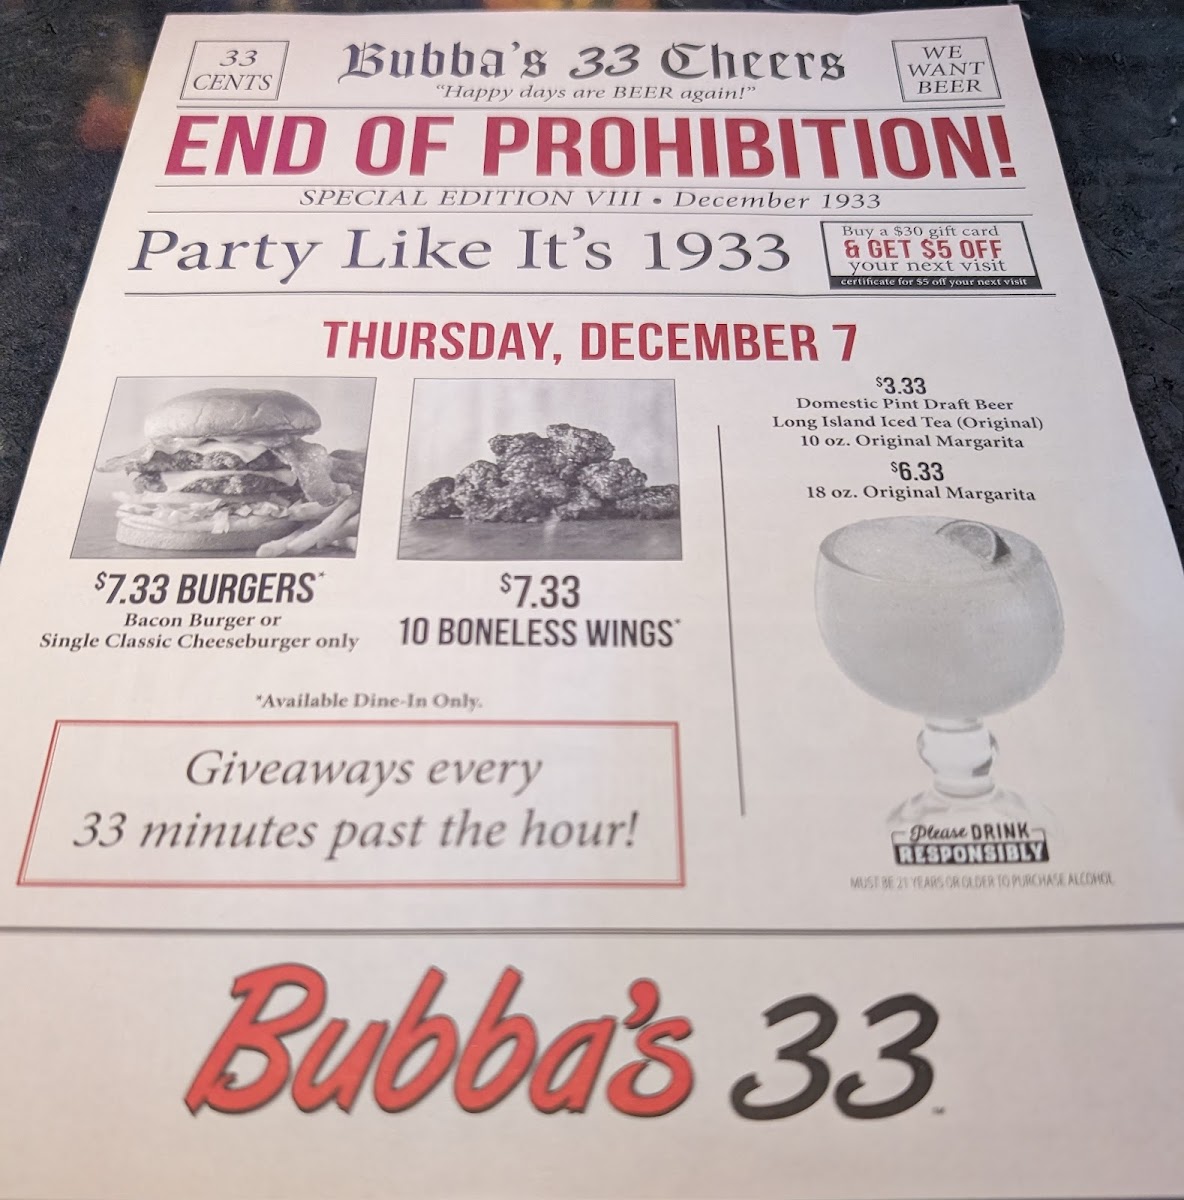 33
CENTS
Bubba's 33 Cheers
"Happy days are BEER again!"
WE
WANT
BEER
END OF PROHIBITION!
SPECIAL EDITION VIII • December 1933
Party Like It's 1933
Buy a $30 gift card
& GET $5 OFF
your next visit
certificate for $5 off your next visit
THURSDAY, DECEMBER 7
$7.33 BURGERS*
Bacon Burger or
Single Classic Cheeseburger only
$7.33
10 BONELESS WINGS*
*Available Dine-In Only.
Giveaways every
33 minutes past the hour!
$3.33
Domestic Pint Draft Beer
Long Island Iced Tea (Original)
10 oz. Original Margarita
$6.33
18 oz. Original Margarita
Please DRINK
RESPONSIBLY
MUST BE 21 YEARS OR OLDER TO PURCHASE ALCOHOL
Bubba's 33™